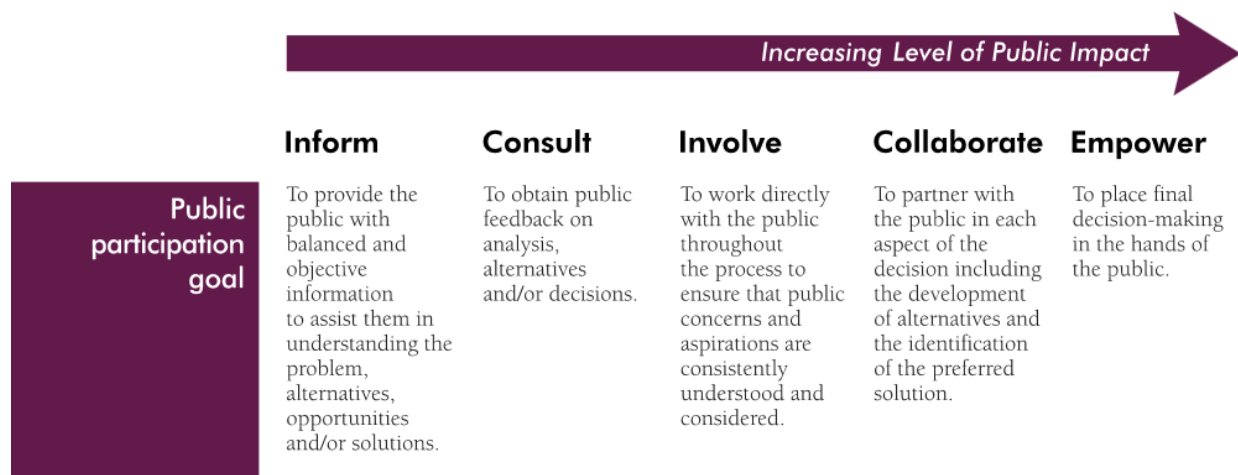 Increasing Level of Public Impact
Inform
Consult
Involve
Collaborate
Empower
Public
participation
goal
To provide the
public with
balanced and
objective
information
to assist them in
understanding the
problem,
alternatives,
opportunities
and/or solutions.
To obtain public
feedback on
analysis,
alternatives
and/or decisions.
To work directly
with the public
throughout
the process to
ensure that public
concerns and
aspirations are
consistently
understood and
considered.
To partner with
the public in each
aspect of the
decision including
the development
of alternatives and
the identification
of the preferred
solution.
To place final
decision-making
in the hands of
the public.